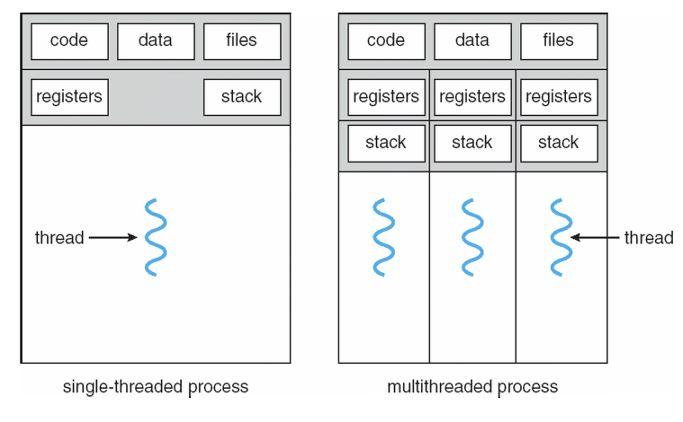 code data files
registers stack
thread
single-threaded process
code data files
registers registers registers
stack stack stack
thread
multithreaded process